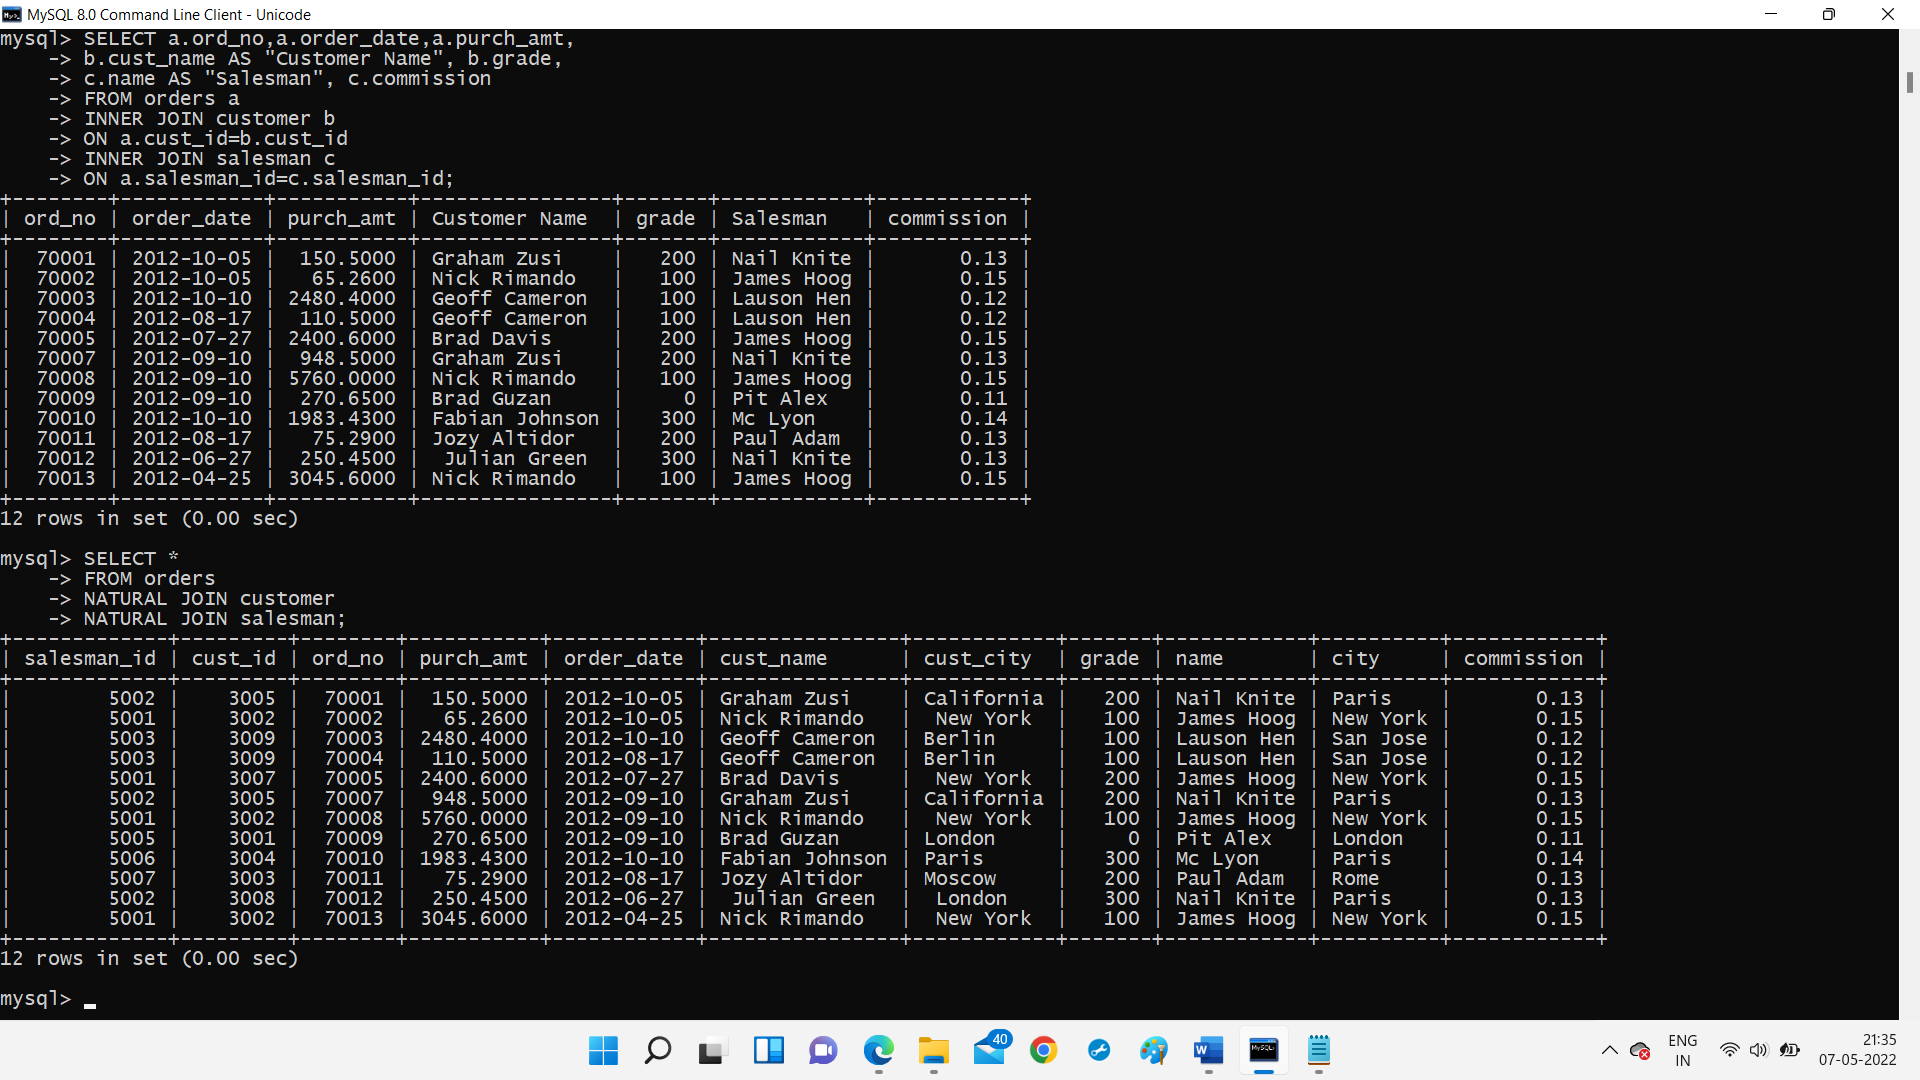 MySQL 8.0 Command Line Client - Unicode
mysql> SELECT a.ord_no,a.order_date,a.purch_amt,
    -> b.cust_name AS "Customer Name", b.grade,
    -> c.name AS "Salesman", c.commission
    -> FROM orders a
    -> INNER JOIN customer b
    -> ON a.cust_id=b.cust_id
    -> INNER JOIN salesman c
    -> ON a.salesman_id=c.salesman_id;
+--------+------------+-----------+----------------+-------+------------+------------+
| ord_no | order_date | purch_amt | Customer Name  | grade | Salesman   | commission |
+--------+------------+-----------+----------------+-------+------------+------------+
|  70001 | 2012-10-05 |  150.5000 | Graham Zusi    |   200 | Nail Knite |       0.13 |
|  70002 | 2012-10-05 |   65.2600 | Nick Rimando   |   100 | James Hoog |       0.15 |
|  70003 | 2012-10-10 | 2480.4000 | Geoff Cameron  |   100 | Lauson Hen |       0.12 |
|  70004 | 2012-08-17 |  110.5000 | Geoff Cameron  |   100 | Lauson Hen |       0.12 |
|  70005 | 2012-07-27 | 2400.6000 | Brad Davis     |   200 | James Hoog |       0.15 |
|  70007 | 2012-09-10 |  948.5000 | Graham Zusi    |   200 | Nail Knite |       0.13 |
|  70008 | 2012-09-10 | 5760.0000 | Nick Rimando   |   100 | James Hoog |       0.15 |
|  70009 | 2012-09-10 |  270.6500 | Brad Guzan     |     0 | Pit Alex   |       0.11 |
|  70010 | 2012-10-10 | 1983.4300 | Fabian Johnson |   300 | Mc Lyon    |       0.14 |
|  70011 | 2012-08-17 |   75.2900 | Jozy Altidor   |   200 | Paul Adam  |       0.13 |
|  70012 | 2012-06-27 |  250.4500 |  Julian Green  |   300 | Nail Knite |       0.13 |
|  70013 | 2012-04-25 | 3045.6000 | Nick Rimando   |   100 | James Hoog |       0.15 |
+--------+------------+-----------+----------------+-------+------------+------------+
12 rows in set (0.00 sec)
mysql> SELECT *
    -> FROM orders
    -> NATURAL JOIN customer
    -> NATURAL JOIN salesman;
+-------------+---------+--------+-----------+------------+----------------+------------+-------+------------+----------+------------+
| salesman_id | cust_id | ord_no | purch_amt | order_date | cust_name      | cust_city  | grade | name       | city     | commission |
+-------------+---------+--------+-----------+------------+----------------+------------+-------+------------+----------+------------+
|        5002 |    3005 |  70001 |  150.5000 | 2012-10-05 | Graham Zusi    | California |   200 | Nail Knite | Paris    |       0.13 |
|        5001 |    3002 |  70002 |   65.2600 | 2012-10-05 | Nick Rimando   |  New York  |   100 | James Hoog | New York |       0.15 |
|        5003 |    3009 |  70003 | 2480.4000 | 2012-10-10 | Geoff Cameron  | Berlin     |   100 | Lauson Hen | San Jose |       0.12 |
|        5003 |    3009 |  70004 |  110.5000 | 2012-08-17 | Geoff Cameron  | Berlin     |   100 | Lauson Hen | San Jose |       0.12 |
|        5001 |    3007 |  70005 | 2400.6000 | 2012-07-27 | Brad Davis     |  New York  |   200 | James Hoog | New York |       0.15 |
|        5002 |    3005 |  70007 |  948.5000 | 2012-09-10 | Graham Zusi    | California |   200 | Nail Knite | Paris    |       0.13 |
|        5001 |    3002 |  70008 | 5760.0000 | 2012-09-10 | Nick Rimando   |  New York  |   100 | James Hoog | New York |       0.15 |
|        5005 |    3001 |  70009 |  270.6500 | 2012-09-10 | Brad Guzan     | London     |     0 | Pit Alex   | London   |       0.11 |
|        5006 |    3004 |  70010 | 1983.4300 | 2012-10-10 | Fabian Johnson | Paris      |   300 | Mc Lyon    | Paris    |       0.14 |
|        5007 |    3003 |  70011 |   75.2900 | 2012-08-17 | Jozy Altidor   | Moscow     |   200 | Paul Adam  | Rome     |       0.13 |
|        5002 |    3008 |  70012 |  250.4500 | 2012-06-27 |  Julian Green  |  London    |   300 | Nail Knite | Paris    |       0.13 |
|        5001 |    3002 |  70013 | 3045.6000 | 2012-04-25 | Nick Rimando   |  New York  |   100 | James Hoog | New York |       0.15 |
+-------------+---------+--------+-----------+------------+----------------+------------+-------+------------+----------+------------+
12 rows in set (0.00 sec)
mysql> _
40
ENG
IN
21:35
07-05-2022